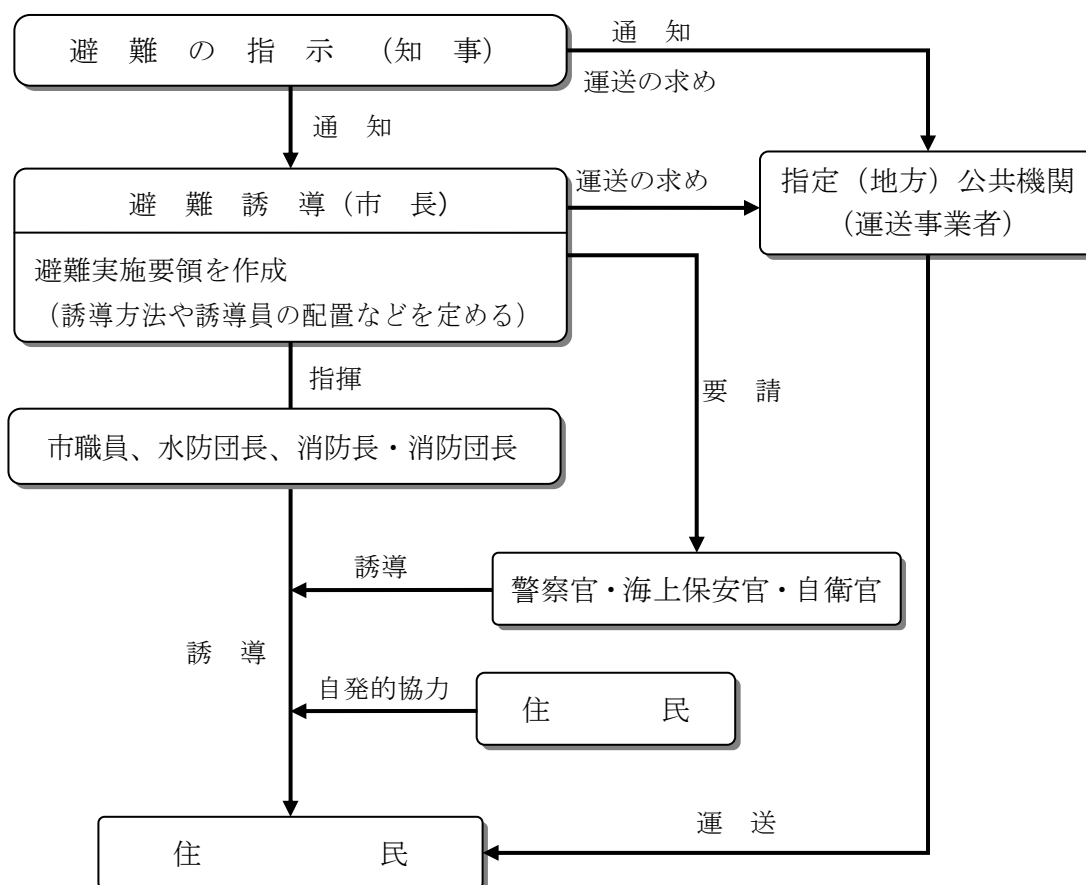 避難の指示（知事）
通知
運送の求め
通知
避難誘導（市長）
運送の求め
指定（地方）公共機関
（運送事業者）
避難実施要領を作成
（誘導方法や誘導員の配置などを定める）
指揮
要請
市職員、水防団長、消防長・消防団長
誘導
警察官・海上保安官・自衛官
誘導
自発的協力
住民
運送
住民